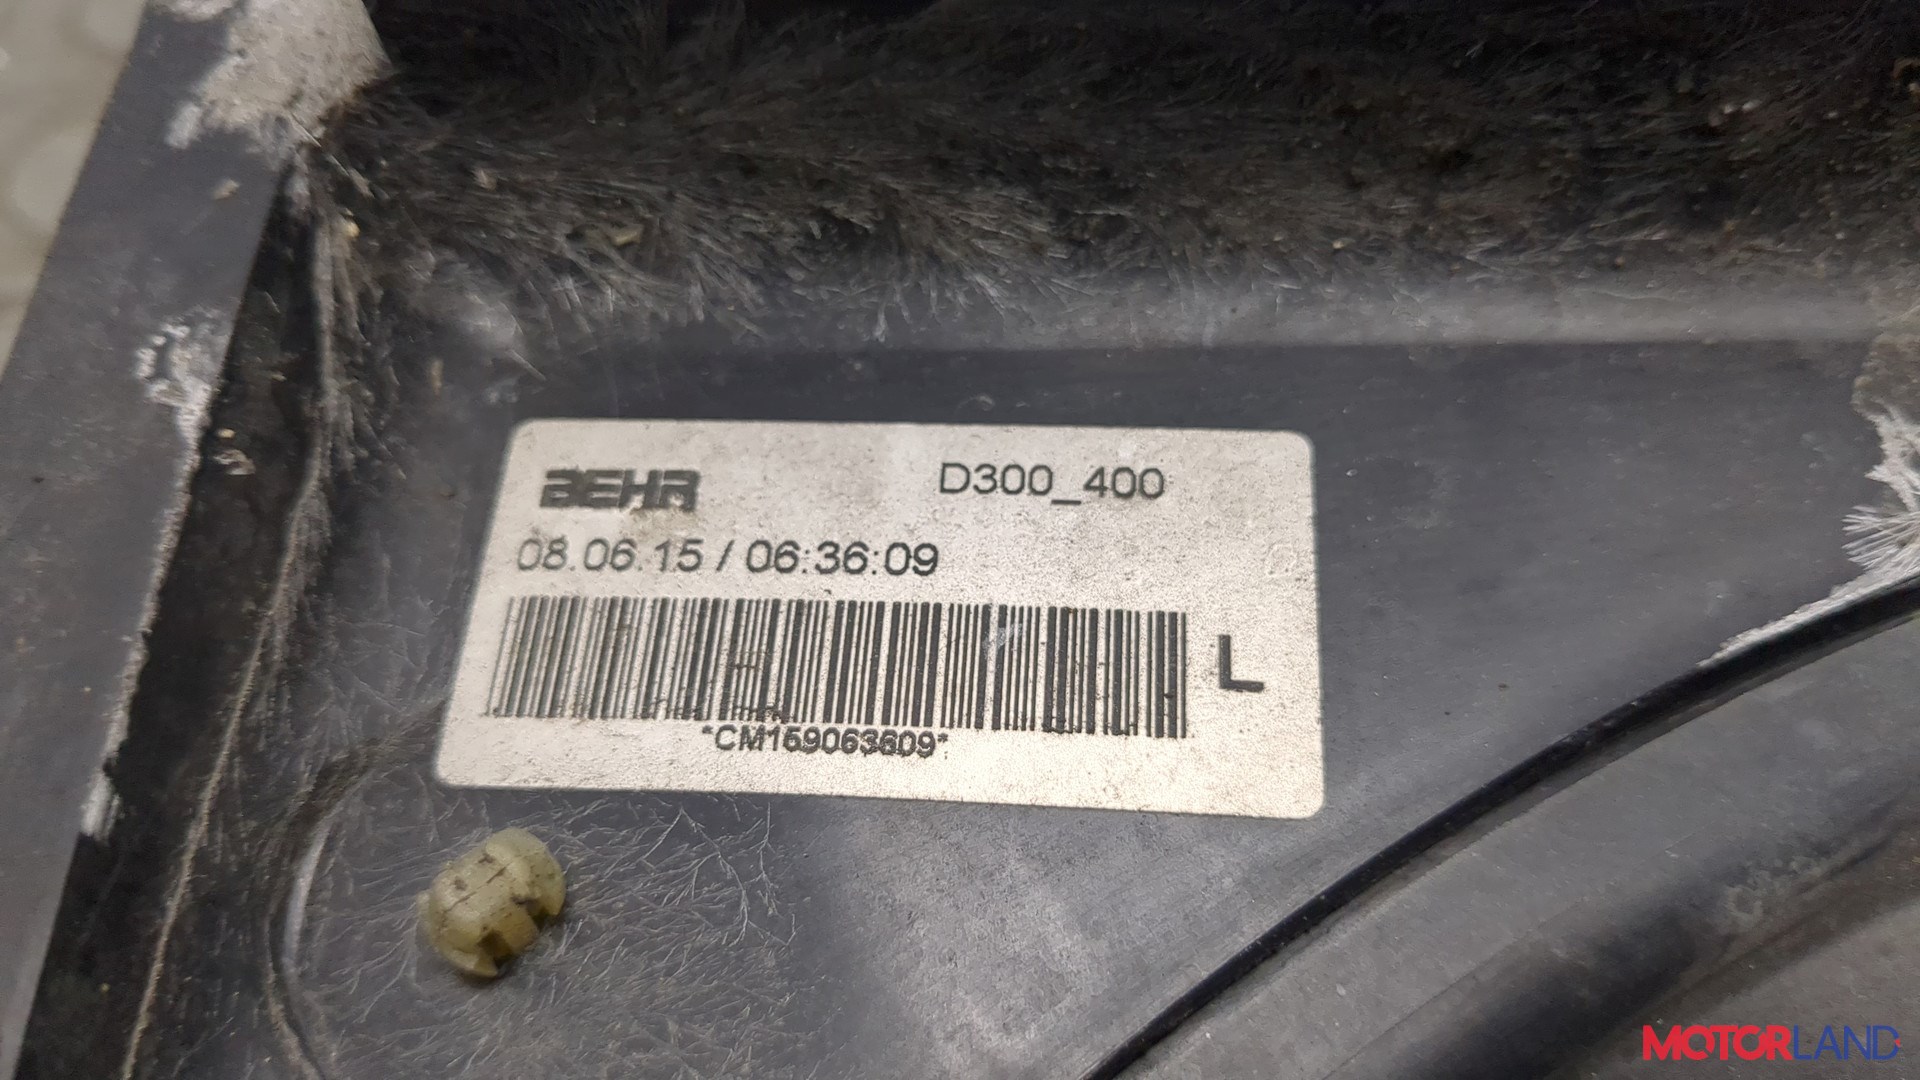 BEHR D300_400
08.06.15 / 06:36:09
L
*CM159063609*
MOTORLAND